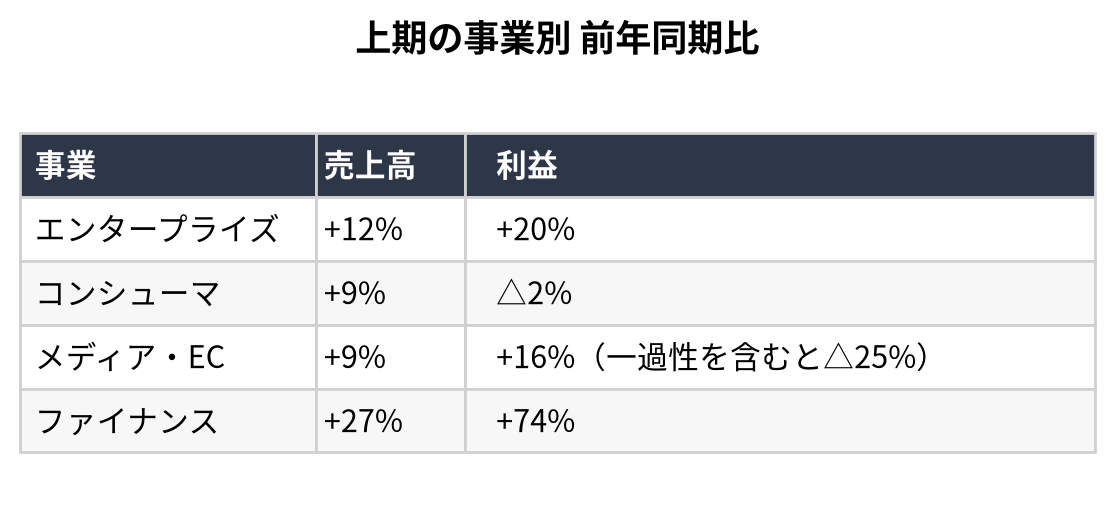 上期の事業別 前年同期比
事業 売上高 利益
エンタープライズ +12% +20%
コンシューマ +9% △2%
メディア・EC +9% +16%（一過性を含むと△25%）
ファイナンス +27% +74%